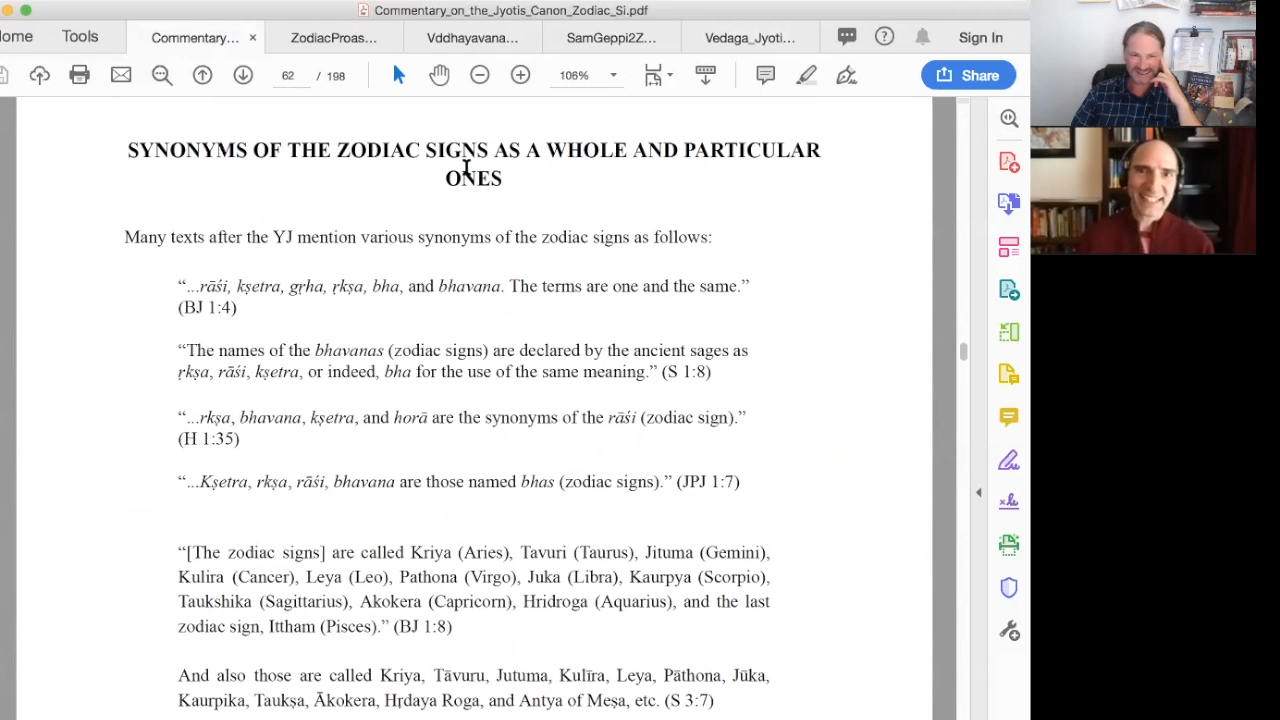 Commentary_on_the_Jyotis_Canon_Zodiac_Si.pdf
ome Tools Commentary... × ZodiacProas... Vddhayavana... SamGeppi2Z... Vedaga_Jyoti... Sign In
62 / 198 106% Share
SYNONYMS OF THE ZODIAC SIGNS AS A WHOLE AND PARTICULAR
ONES
Many texts after the YJ mention various synonyms of the zodiac signs as follows:
“...rāśi, kṣetra, gṛha, ṛkṣa, bha, and bhavana. The terms are one and the same.”
(BJ 1:4)
“The names of the bhavanas (zodiac signs) are declared by the ancient sages as
ṛkṣa, rāśi, kṣetra, or indeed, bha for the use of the same meaning.” (S 1:8)
“...rkṣa, bhavana, kṣetra, and horā are the synonyms of the rāśi (zodiac sign).”
(H 1:35)
“...Kṣetra, rkṣa, rāśi, bhavana are those named bhas (zodiac signs).” (JPJ 1:7)
“[The zodiac signs] are called Kriya (Aries), Tavuri (Taurus), Jituma (Gemini),
Kulira (Cancer), Leya (Leo), Pathona (Virgo), Juka (Libra), Kaurpya (Scorpio),
Taukshika (Sagittarius), Akokera (Capricorn), Hridroga (Aquarius), and the last
zodiac sign, Ittham (Pisces).” (BJ 1:8)
And also those are called Kriya, Tāvuru, Jutuma, Kulīra, Leya, Pāthona, Jūka,
Kaurpika, Taukṣa, Ākokera, Hṛdaya Roga, and Antya of Meṣa, etc. (S 3:7)